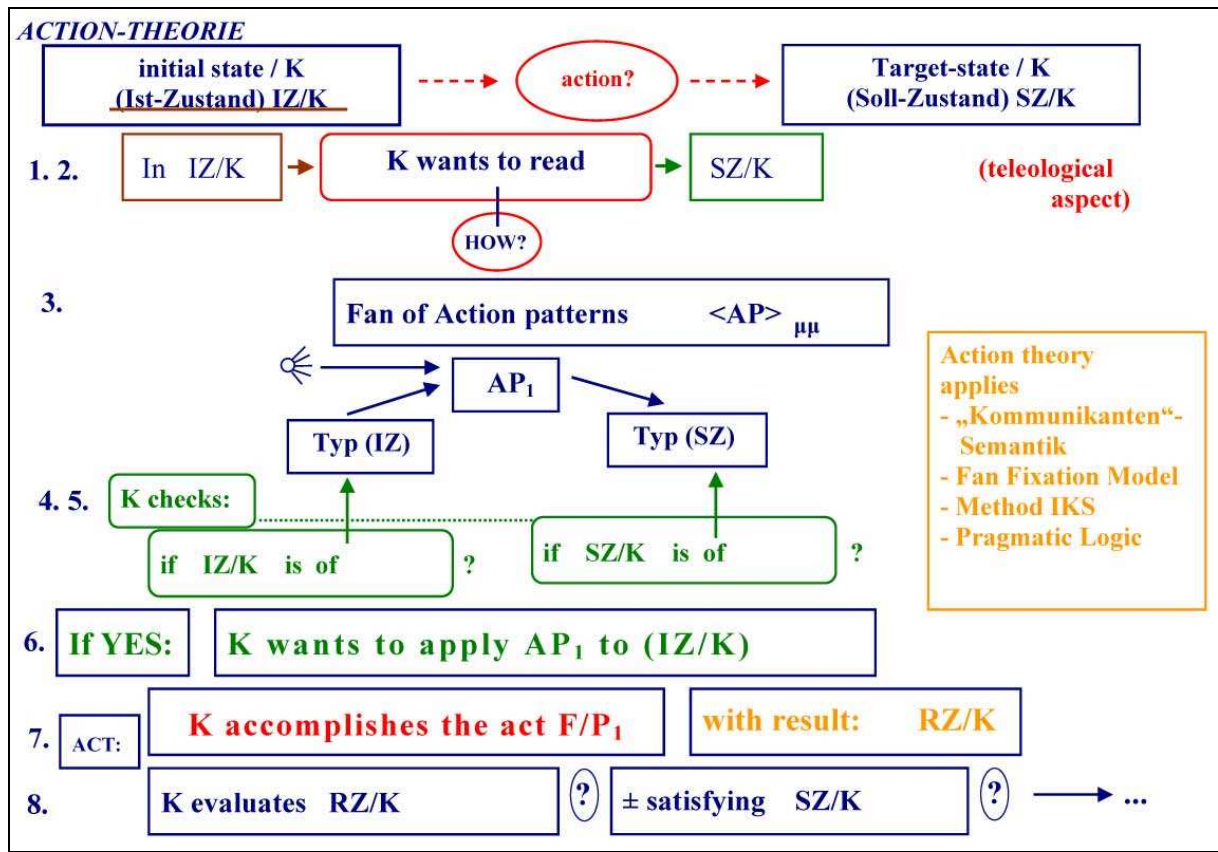 ACTION-THEORIE
initial state / K
(Ist-Zustand) IZ/K
action?
Target-state / K
(Soll-Zustand) SZ/K
1. 2.
In IZ/K
K wants to read
SZ/K
(teleological
aspect)
HOW?
3.
Fan of Action patterns <AP> μμ
AP₁
Typ (IZ)
Typ (SZ)
Action theory
applies
- „Kommunikanten“-
Semantik
- Fan Fixation Model
- Method IKS
- Pragmatic Logic
4. 5.
K checks:
if IZ/K is of ?
if SZ/K is of ?
6. If YES: K wants to apply AP₁ to (IZ/K)
7. ACT: K accomplishes the act F/P₁ with result: RZ/K
8. K evaluates RZ/K ? ± satisfying SZ/K ? ...